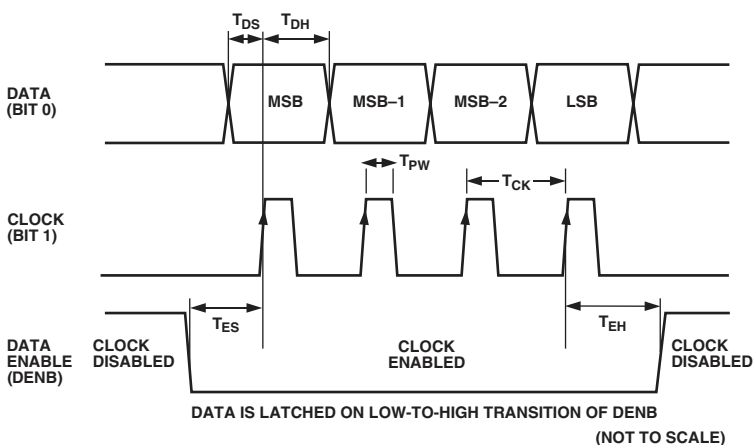 T_DS T_DH
DATA
(BIT 0)
MSB MSB–1 MSB–2 LSB
T_PW
T_CK
CLOCK
(BIT 1)
T_ES
T_EH
DATA
ENABLE
(DENB)
CLOCK
DISABLED
CLOCK
ENABLED
CLOCK
DISABLED
DATA IS LATCHED ON LOW-TO-HIGH TRANSITION OF DENB
(NOT TO SCALE)